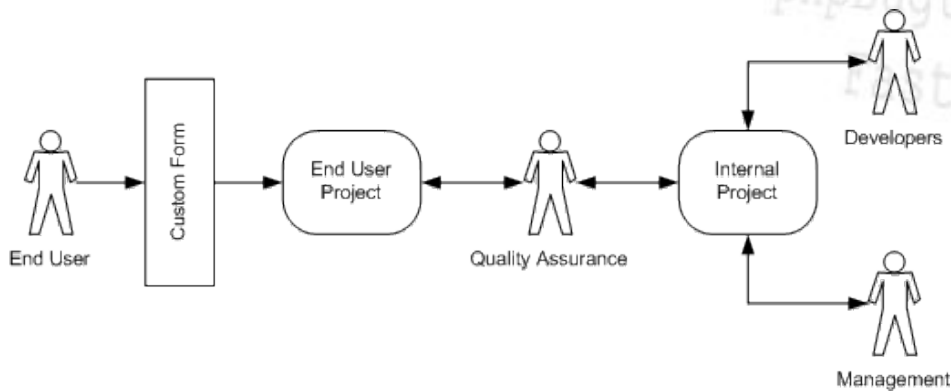 Developers
Custom Form
End User
Project
Internal
Project
End User
Quality Assurance
Management